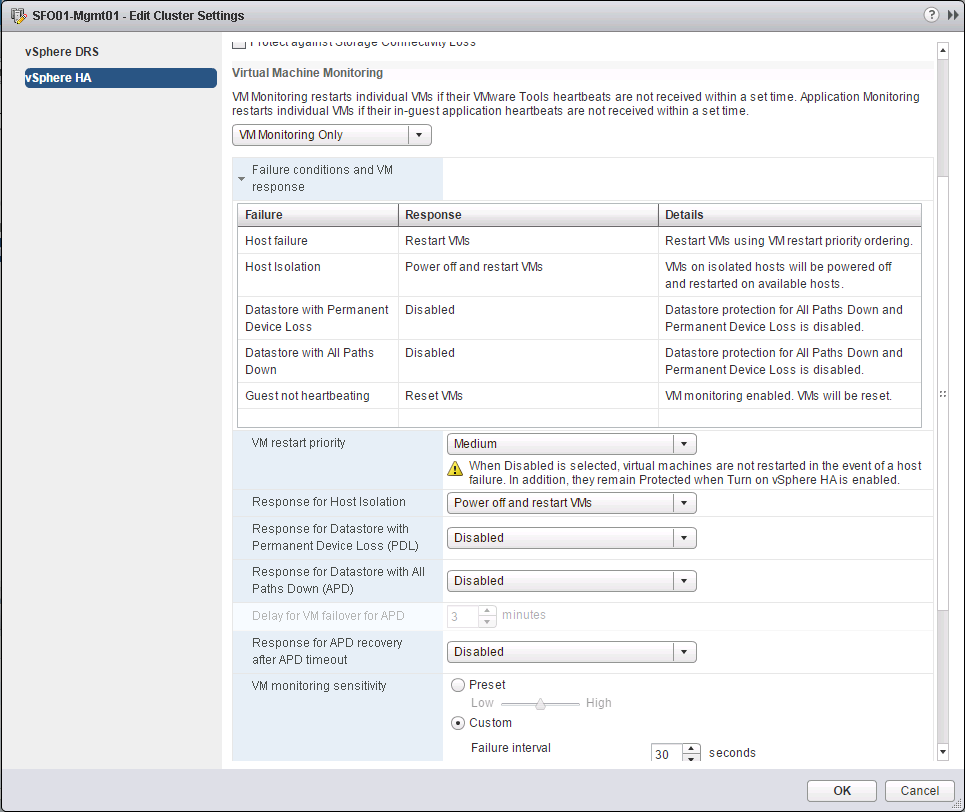 SFO01-Mgmt01 - Edit Cluster Settings
?
vSphere DRS
vSphere HA
Protect against Storage Connectivity Loss
Virtual Machine Monitoring
VM Monitoring restarts individual VMs if their VMware Tools heartbeats are not received within a set time. Application Monitoring
restarts individual VMs if their in-guest application heartbeats are not received within a set time.
VM Monitoring Only
Failure conditions and VM
response
Failure Response Details
Host failure Restart VMs Restart VMs using VM restart priority ordering.
Host Isolation Power off and restart VMs VMs on isolated hosts will be powered off
and restarted on available hosts.
Datastore with Permanent Disabled Datastore protection for All Paths Down and
Device Loss Permanent Device Loss is disabled.
Datastore with All Paths Disabled Datastore protection for All Paths Down and
Down Permanent Device Loss is disabled.
Guest not heartbeating Reset VMs VM monitoring enabled. VMs will be reset.
VM restart priority Medium
When Disabled is selected, virtual machines are not restarted in the event of a host
failure. In addition, they remain Protected when Turn on vSphere HA is enabled.
Response for Host Isolation Power off and restart VMs
Response for Datastore with
Permanent Device Loss (PDL) Disabled
Response for Datastore with All
Paths Down (APD) Disabled
Delay for VM failover for APD 3 minutes
Response for APD recovery
after APD timeout Disabled
VM monitoring sensitivity Preset
Low High
Custom
Failure interval 30 seconds
OK Cancel